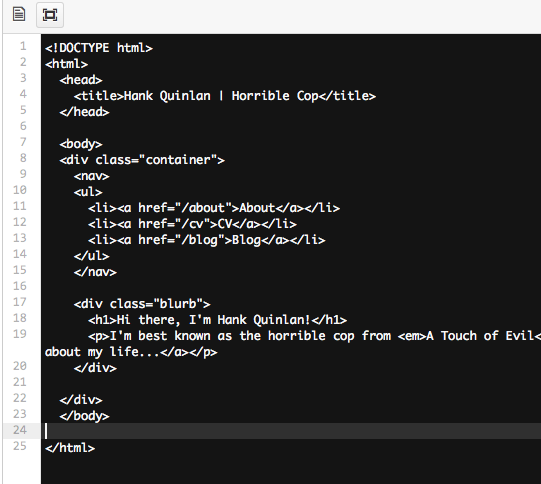 1 <!DOCTYPE html>
2 <html>
3   <head>
4     <title>Hank Quinlan | Horrible Cop</title>
5   </head>
6
7   <body>
8   <div class="container">
9     <nav>
10     <ul>
11       <li><a href="/about">About</a></li>
12       <li><a href="/cv">CV</a></li>
13       <li><a href="/blog">Blog</a></li>
14     </ul>
15     </nav>
16
17     <div class="blurb">
18       <h1>Hi there, I'm Hank Quinlan!</h1>
19       <p>I'm best known as the horrible cop from <em>A Touch of Evil<
about my life...</a></p>
20     </div>
21
22   </div>
23   </body>
24
25 </html>